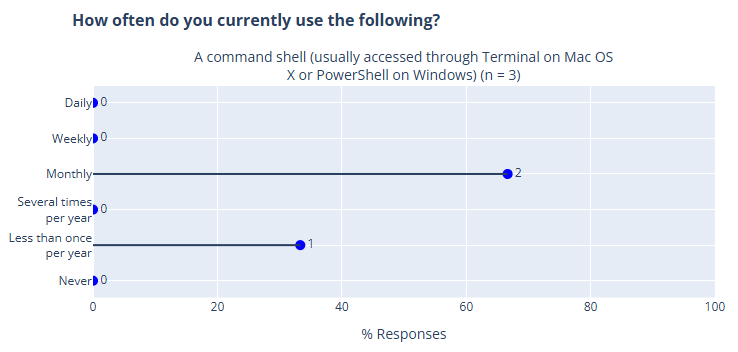 How often do you currently use the following?
A command shell (usually accessed through Terminal on Mac OS
X or PowerShell on Windows) (n = 3)
Daily 0
Weekly 0
Monthly 2
Several times
per year 0
Less than once
per year 1
Never 0
0 20 40 60 80 100
% Responses